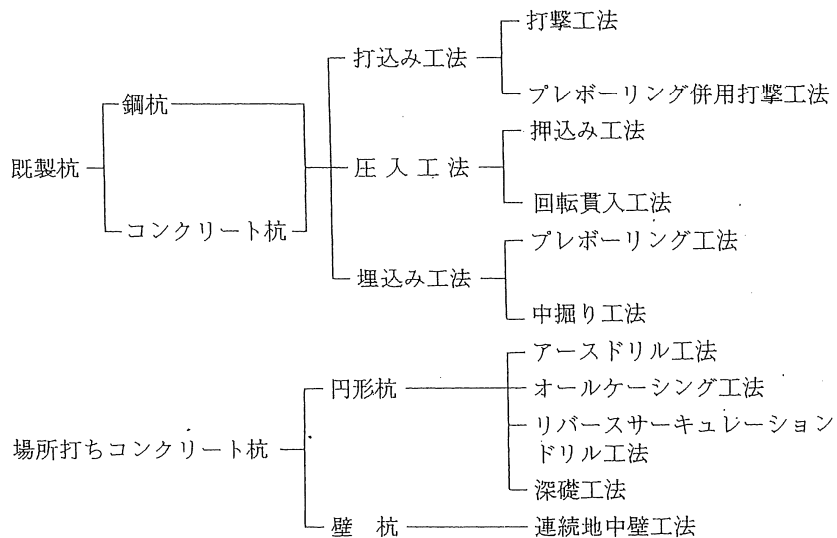 打撃工法
打込み工法
プレボーリング併用打撃工法
鋼杭
押込み工法
既製杭
圧入工法
回転貫入工法
コンクリート杭
プレボーリング工法
埋込み工法
中掘り工法
アースドリル工法
円形杭
オールケーシング工法
リバースサーキュレーション
ドリル工法
場所打ちコンクリート杭
深礎工法
壁杭
連続地中壁工法